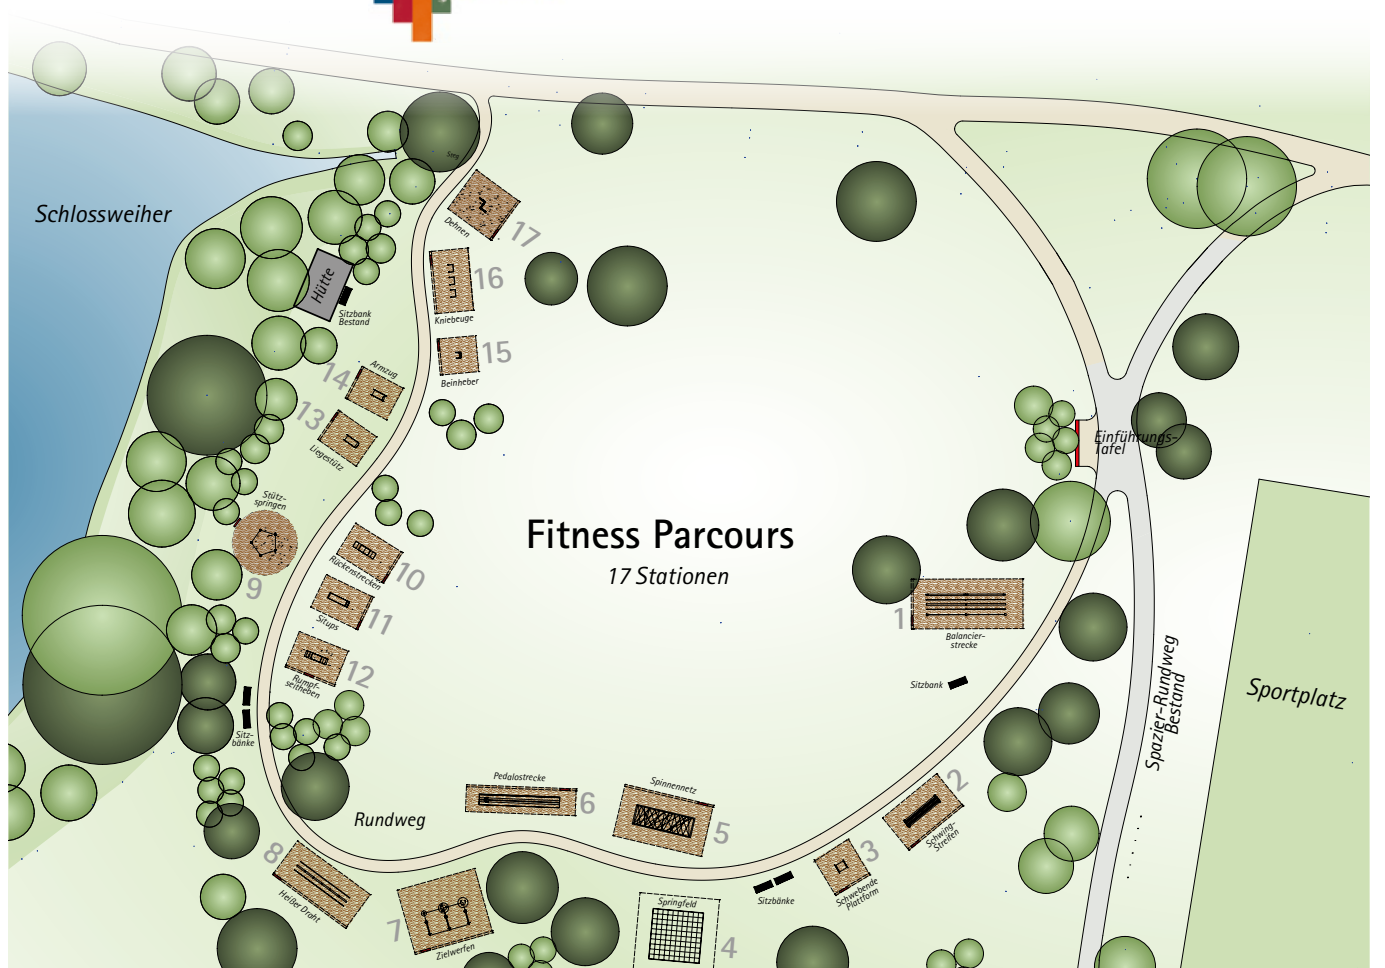 Steg
Schlossweiher
Dehnen
17
Hütte
16
Sitzbank
Bestand
Kniebeuge
15
Beinheber
14
Armzug
13
Liegestütz
Einführungs-
Tafel
Stütz-
springen
9
Fitness Parcours
17 Stationen
Rückenstrecken
10
Situps
11
1
Balancier-
strecke
Rumpf-
seitheben
12
Sitzbank
Sportplatz
Spazier-Rundweg
Bestand
Sitz-
bänke
Pedalostrecke
6
Spinnennetz
5
2
Schwing-
Streifen
Rundweg
8
Heißer Draht
3
Schwebende
Plattform
Sitzbänke
7
Zielwerfen
Springfeld
4